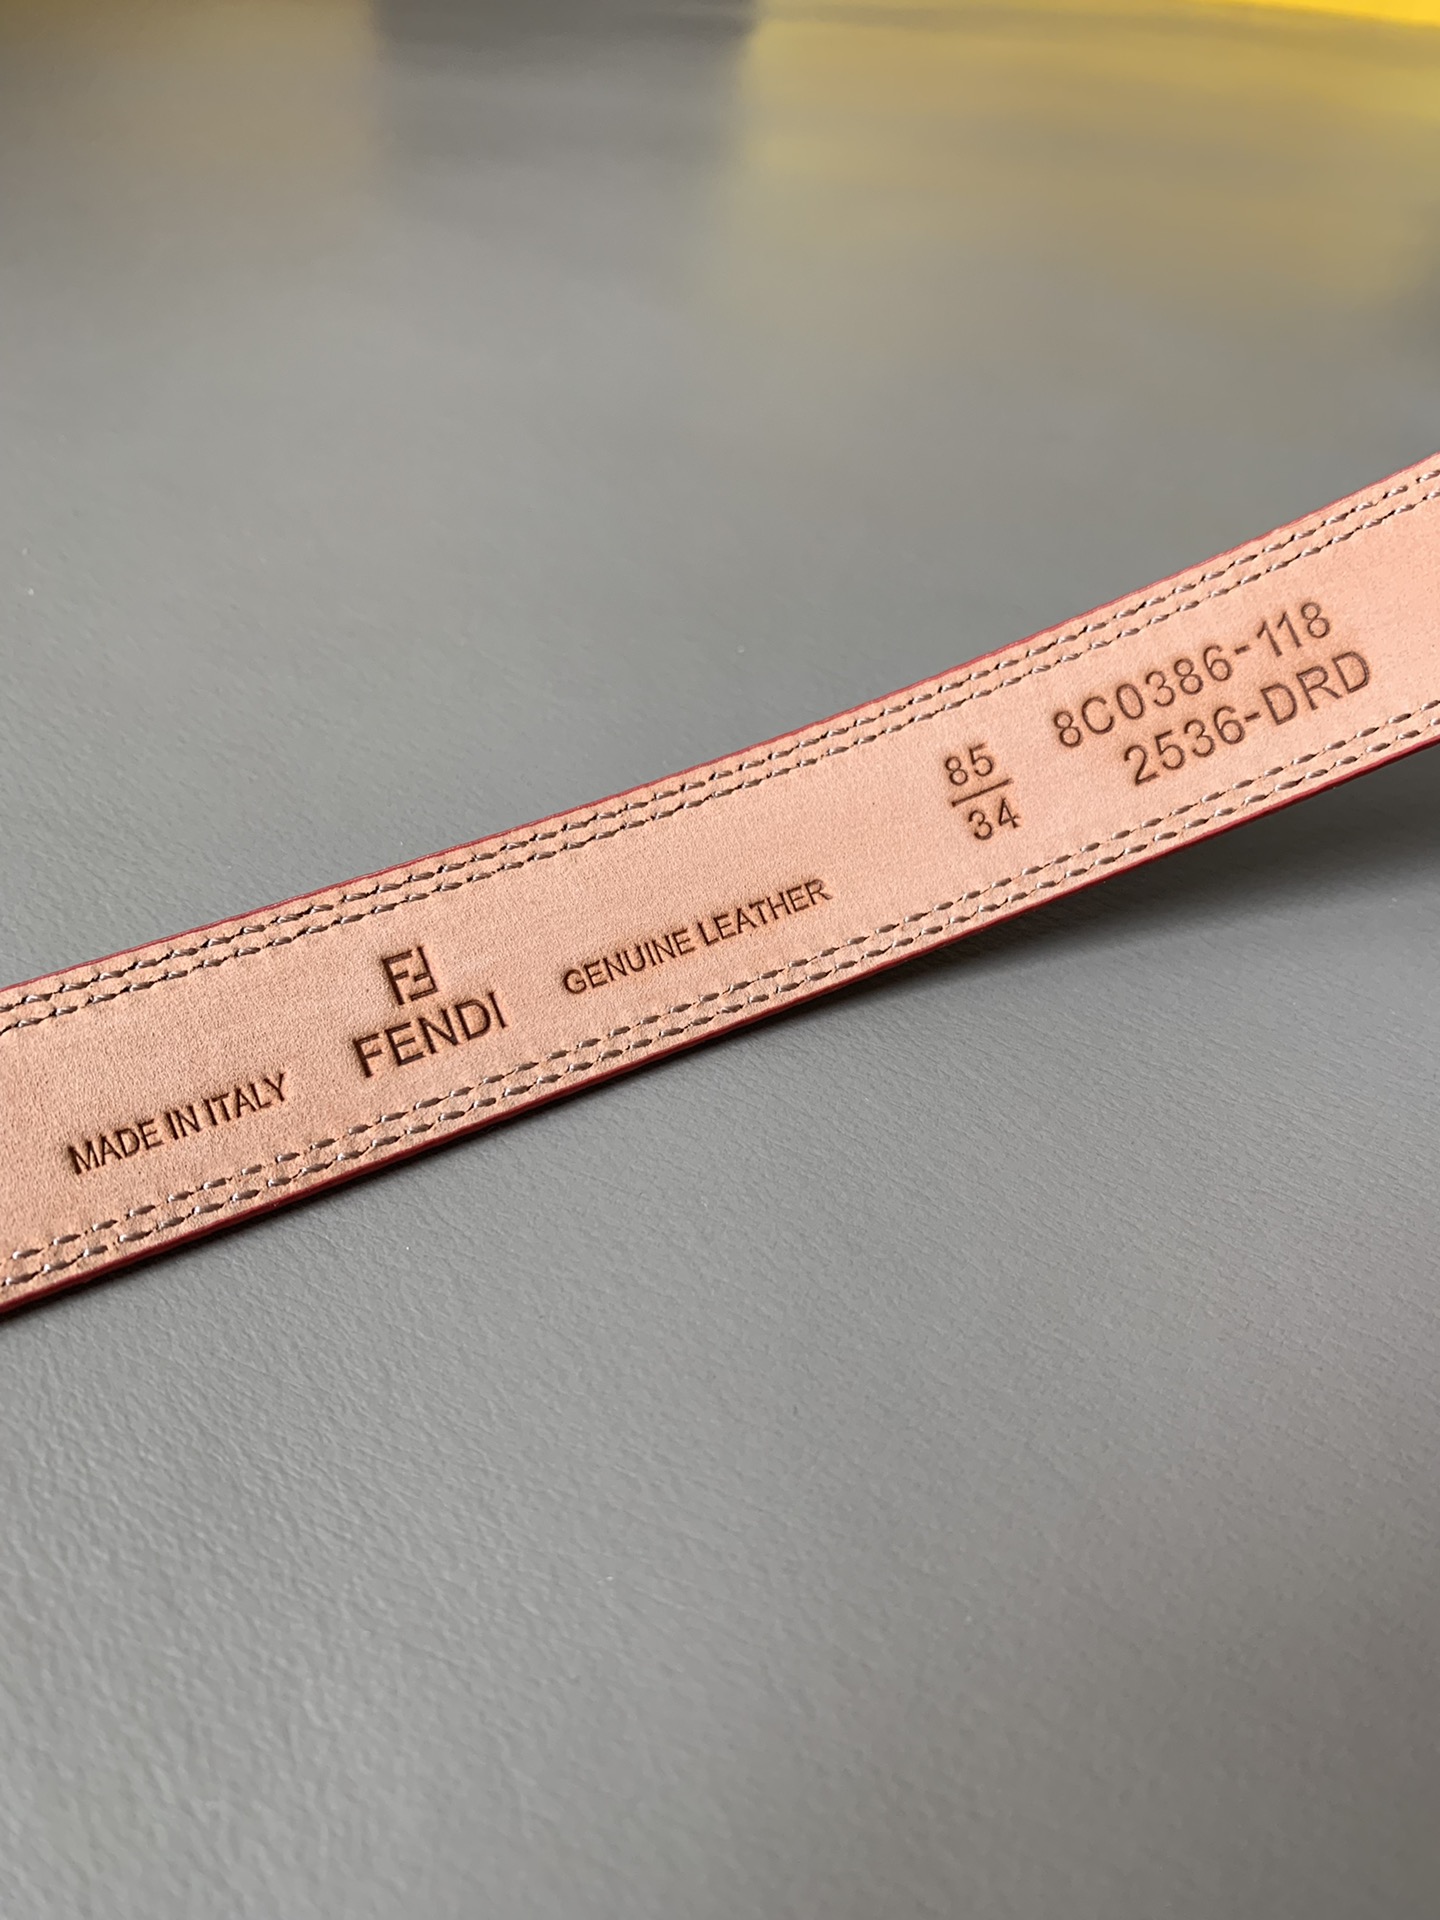 MADE IN ITALY
FF
FENDI
GENUINE LEATHER
85
34
8C0386-118
2536-DRD